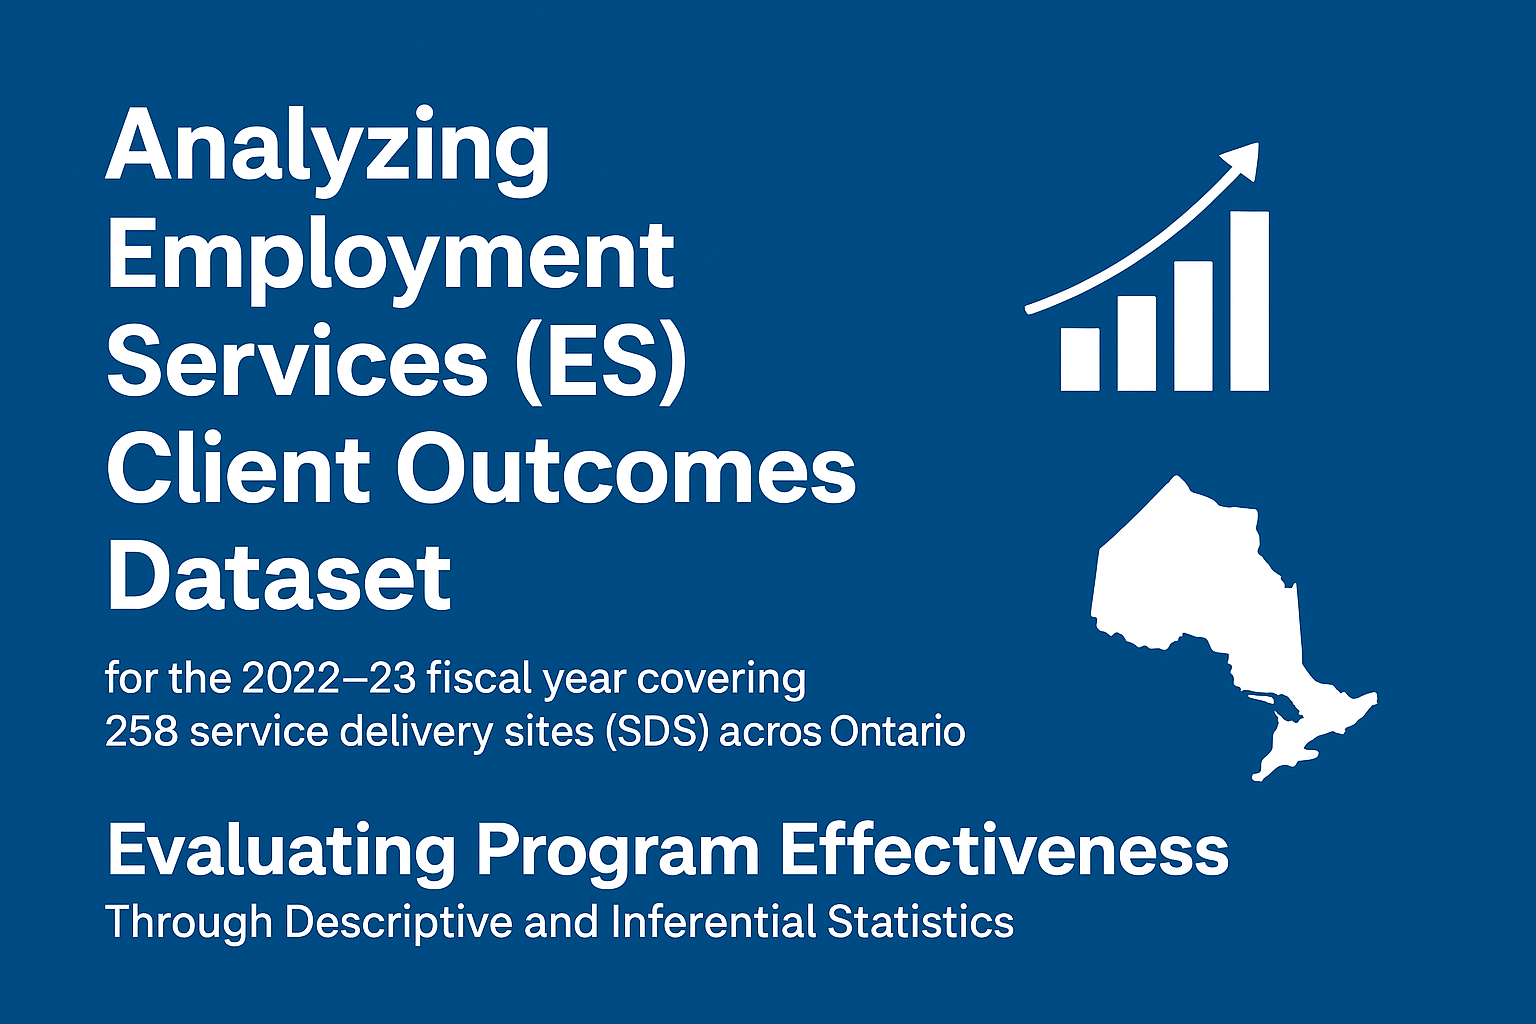 Analyzing
Employment
Services (ES)
Client Outcomes
Dataset
for the 2022–23 fiscal year covering
258 service delivery sites (SDS) acros Ontario
Evaluating Program Effectiveness
Through Descriptive and Inferential Statistics